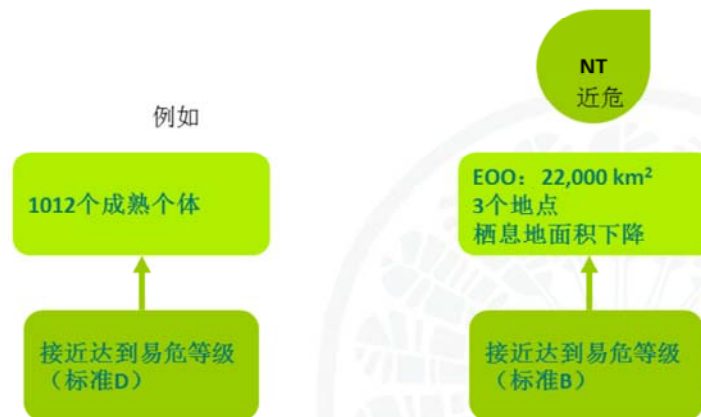 NT
近危
例如
1012个成熟个体
EOO：22,000 km²
3个地点
栖息地面积下降
接近达到易危等级
（标准D）
接近达到易危等级
（标准B）